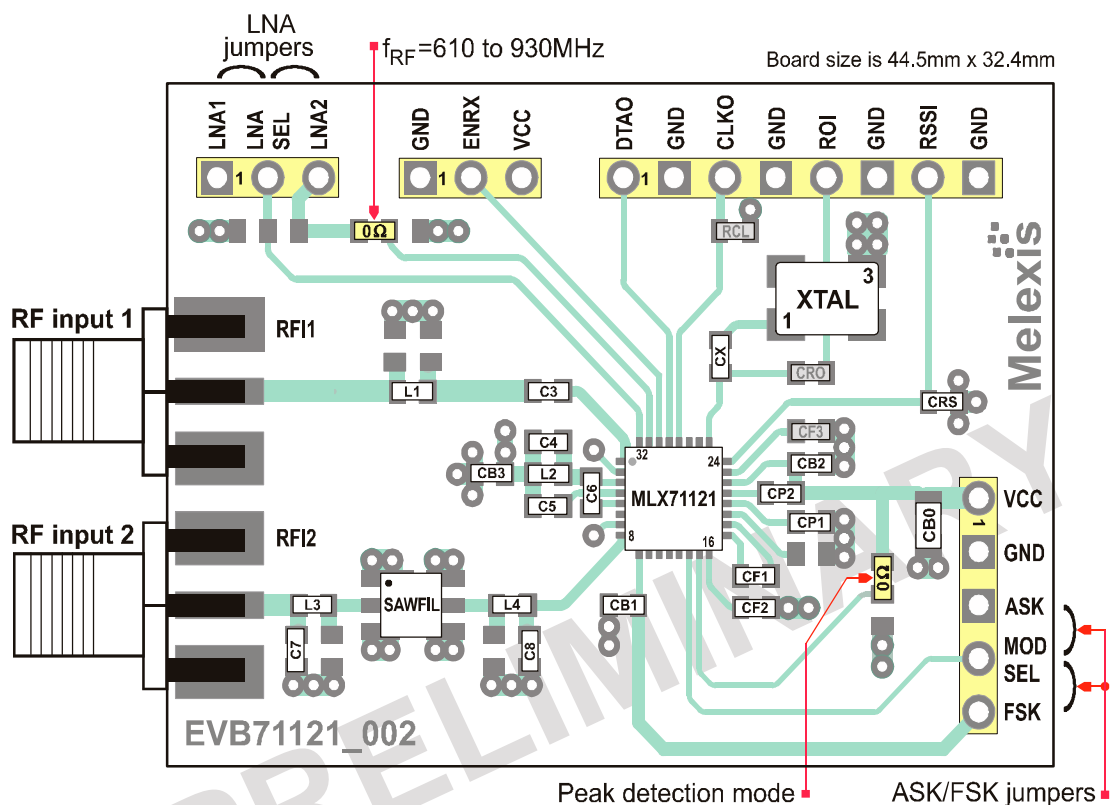 LNA
jumpers
fRF=610 to 930MHz
Board size is 44.5mm x 32.4mm
LNA1
LNA
SEL
LNA2
GND
ENRX
VCC
DTAO
GND
CLKO
GND
ROI
GND
RSSI
GND
1
1
1
0Ω
RCL
XTAL
3
1
Melexis
RF input 1
RFI1
CX
CRO
L1
C3
CRS
C4
CB3
L2
C6
C5
32
24
MLX71121
8
16
CF3
CB2
CP2
CP1
VCC
1
CB0
GND
RF input 2
RFI2
SAWFIL
L3
L4
C7
C8
CB1
CF1
CF2
0Ω
ASK
MOD
SEL
FSK
EVB71121_002
PRELIMINARY
Peak detection mode
ASK/FSK jumpers